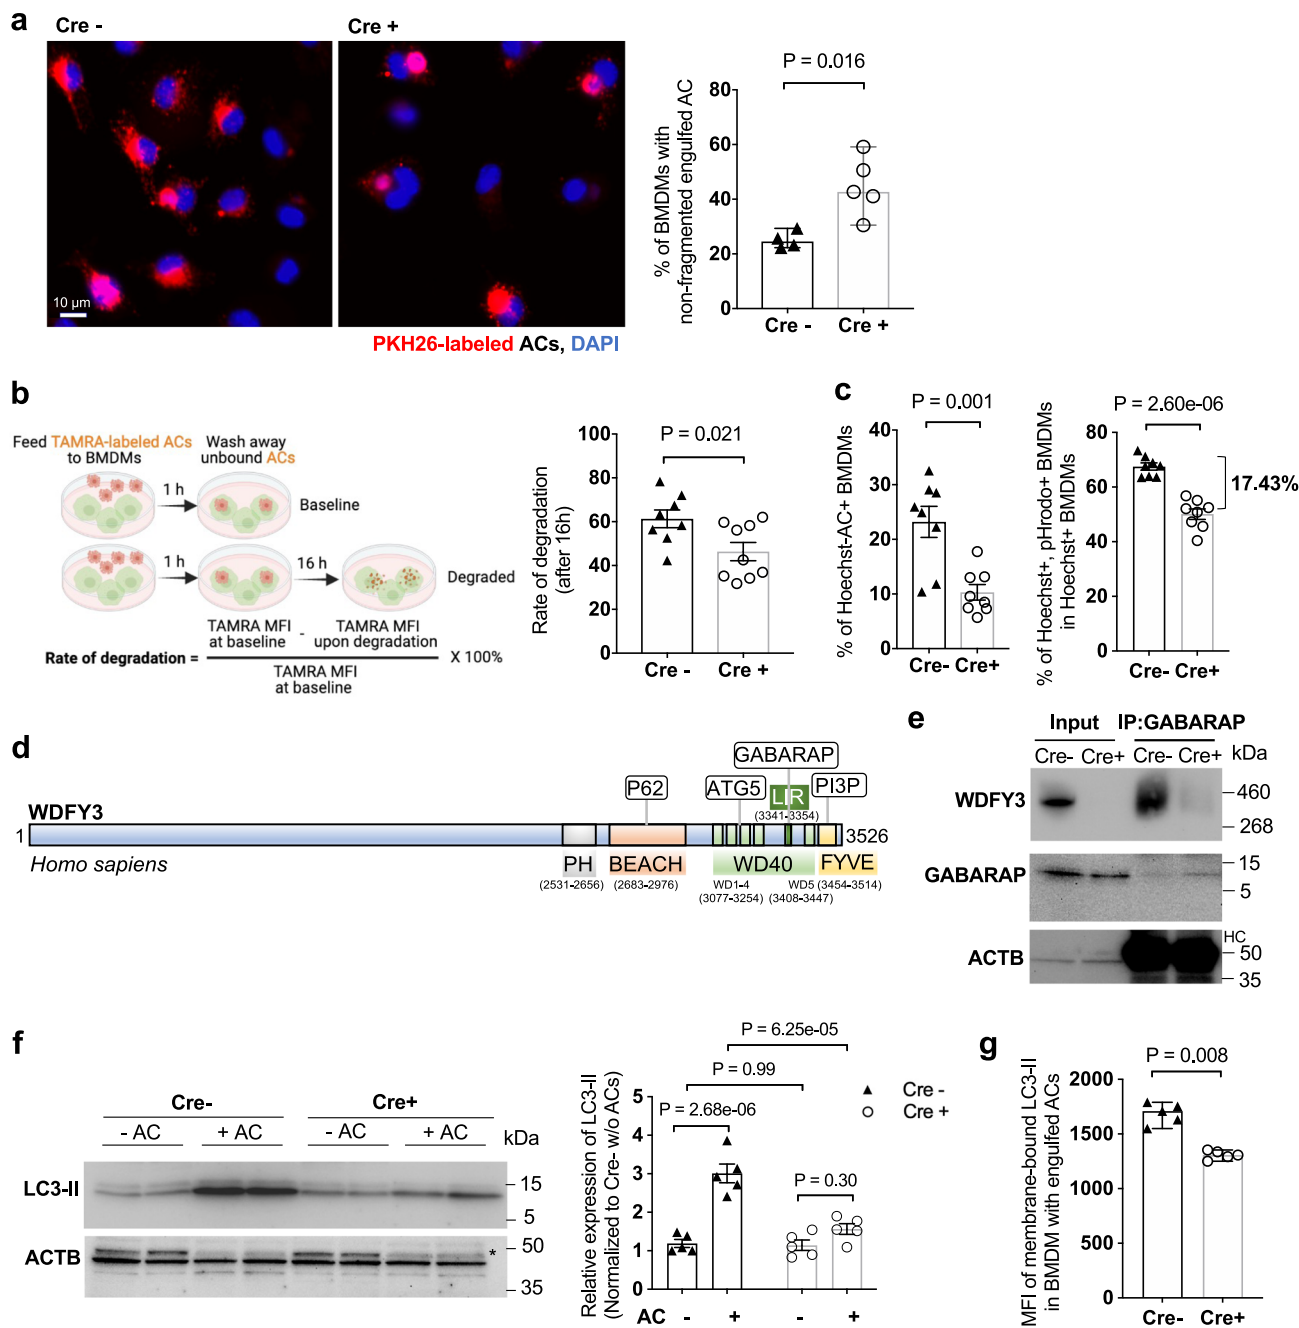 a
Cre -
Cre +
10 µm
PKH26-labeled ACs, DAPI
P = 0.016
% of BMDMs with
non-fragmented engulfed AC
80
60
40
20
0
Cre -
Cre +
b
Feed TAMRA-labeled ACs
to BMDMs
Wash away
unbound ACs
1 h
Baseline
1 h
16 h
Degraded
Rate of degradation =
TAMRA MFI
at baseline
-
TAMRA MFI
upon degradation
TAMRA MFI
at baseline
X 100%
P = 0.021
Rate of degradation
(after 16h)
100
80
60
40
20
0
Cre -
Cre +
c
P = 0.001
% of Hoechst-AC+ BMDMs
40
30
20
10
0
Cre-
Cre+
P = 2.60e-06
% of Hoechst+, pHrodo+ BMDMs
in Hoechst+ BMDMs
80
60
40
20
0
17.43%
Cre-
Cre+
d
GABARAP
P62
ATG5
LIR
PI3P
(3341-3354)
WDFY3
1
3526
Homo sapiens
PH
BEACH
WD40
FYVE
(2531-2656)
(2683-2976)
WD1-4
(3077-3254)
WD5
(3408-3447)
(3454-3514)
e
Input
IP:GABARAP
Cre-
Cre+
Cre-
Cre+
kDa
WDFY3
460
268
GABARAP
15
5
ACTB
HC
50
35
f
Cre-
Cre+
- AC
+ AC
- AC
+ AC
kDa
LC3-II
15
5
ACTB
50
*
35
P = 6.25e-05
P = 0.99
P = 2.68e-06
P = 0.30
Cre -
Cre +
Relative expression of LC3-II
(Normalized to Cre- w/o ACs)
5
4
3
2
1
0
AC
-
+
-
+
g
P = 0.008
MFI of membrane-bound LC3-II
in BMDM with engulfed ACs
2000
1500
1000
500
0
Cre-
Cre+